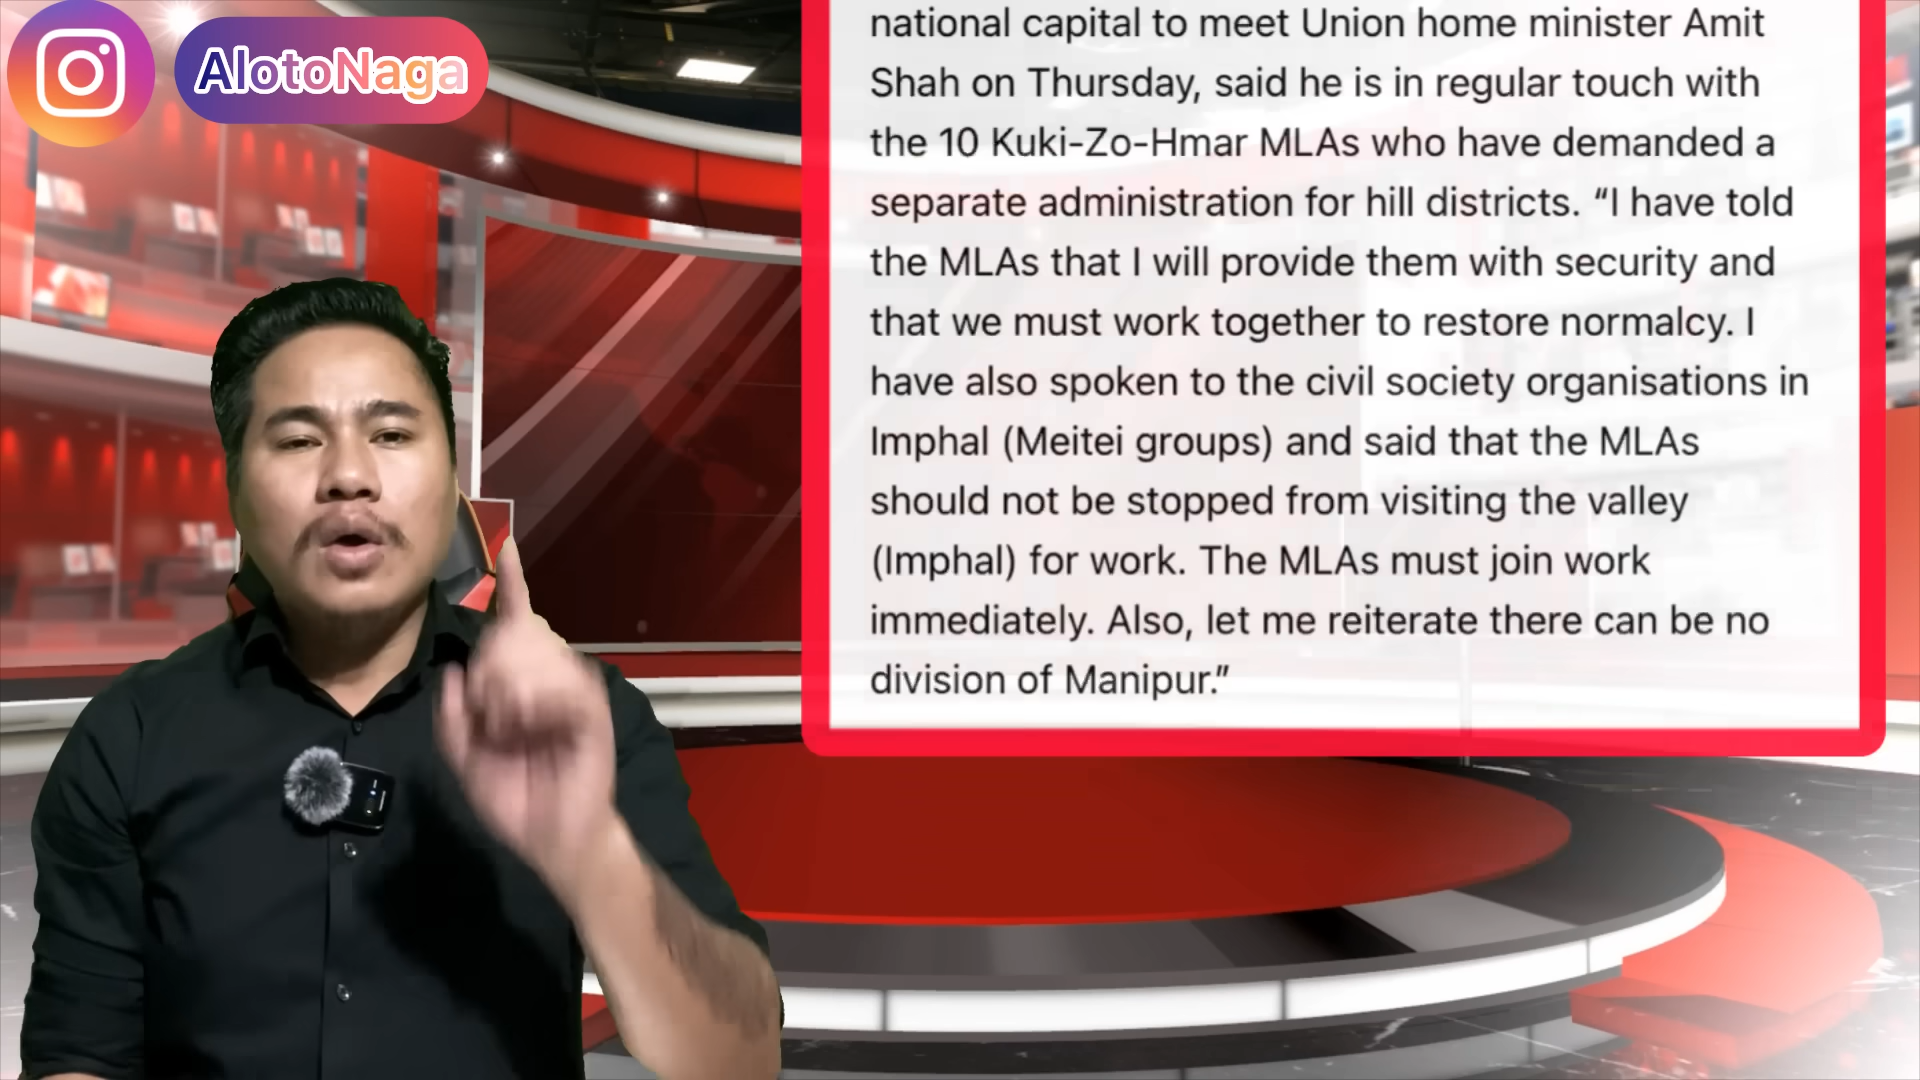 AlotoNaga
national capital to meet Union home minister Amit
Shah on Thursday, said he is in regular touch with
the 10 Kuki-Zo-Hmar MLAs who have demanded a
separate administration for hill districts. “I have told
the MLAs that I will provide them with security and
that we must work together to restore normalcy. I
have also spoken to the civil society organisations in
Imphal (Meitei groups) and said that the MLAs
should not be stopped from visiting the valley
(Imphal) for work. The MLAs must join work
immediately. Also, let me reiterate there can be no
division of Manipur.”